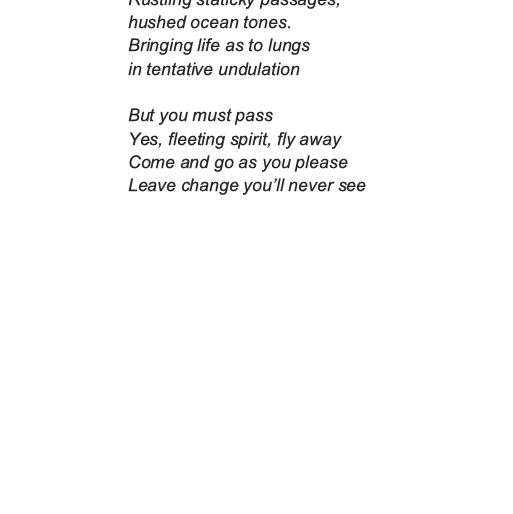 Rustling staticky passages,
hushed ocean tones.
Bringing life as to lungs
in tentative undulation

But you must pass
Yes, fleeting spirit, fly away
Come and go as you please
Leave change you’ll never see